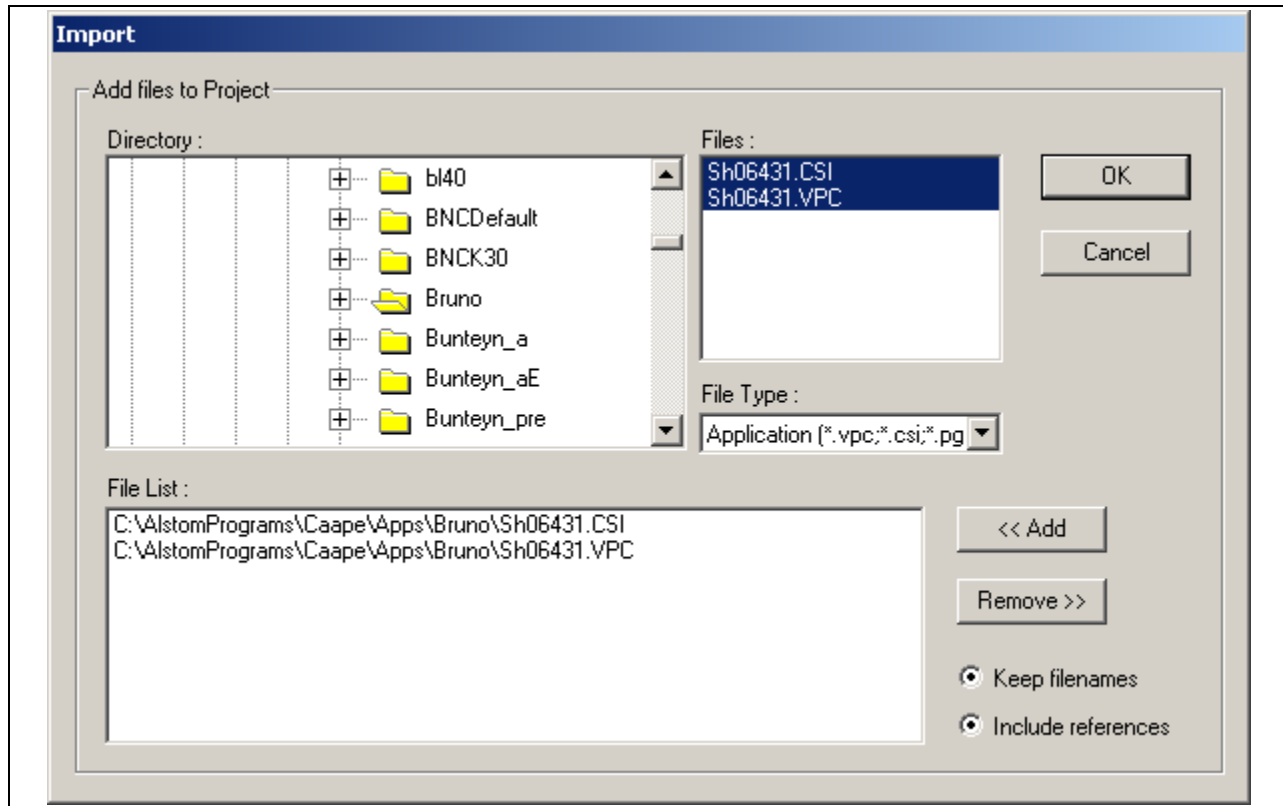 Import
Add files to Project
Directory :
bl40
BNCDefault
BNCK30
Bruno
Bunteyn_a
Bunteyn_aE
Bunteyn_pre
Files :
Sh06431.CSI
Sh06431.VPC
OK
Cancel
File Type :
Application (*.vpc;*.csi;*.pg
File List :
C:\AlstomPrograms\Caape\Apps\Bruno\Sh06431.CSI
C:\AlstomPrograms\Caape\Apps\Bruno\Sh06431.VPC
<< Add
Remove >>
Keep filenames
Include references